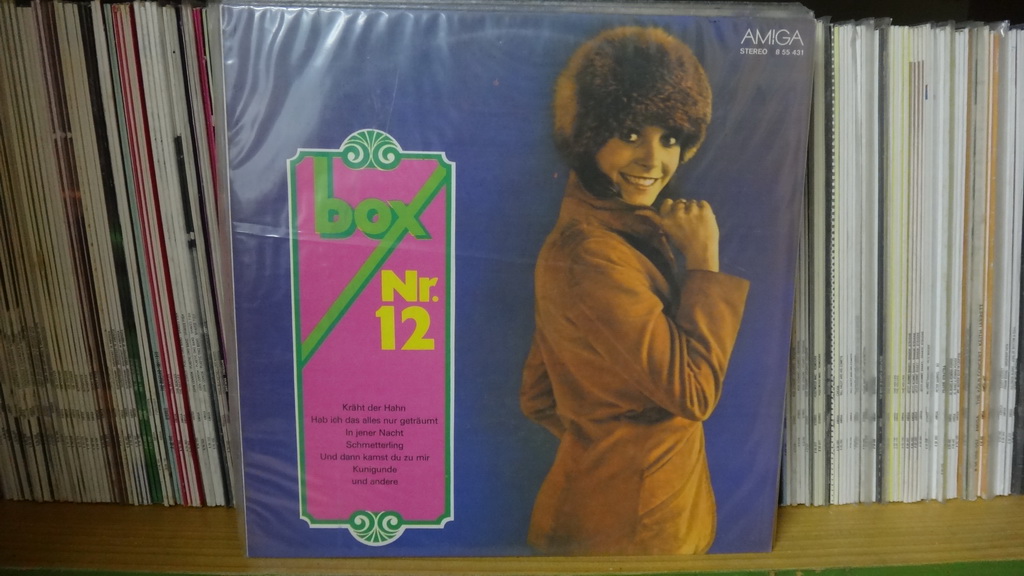 AMIGA
STEREO 8 55 431
box
Nr.
12
Kräht der Hahn
Hab ich das alles nur geträumt
In jener Nacht
Schmetterling
Und dann kamst du zu mir
Kunigunde
und andere